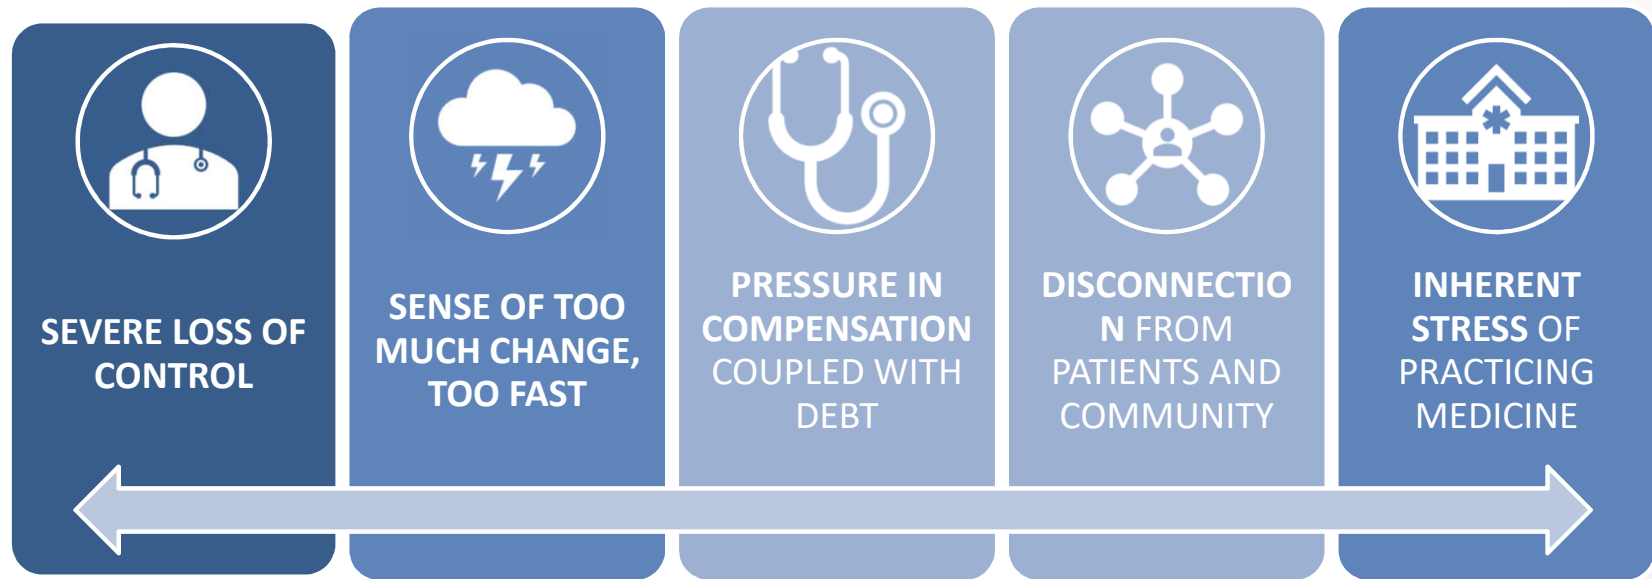 SEVERE LOSS OF
CONTROL
SENSE OF TOO
MUCH CHANGE,
TOO FAST
PRESSURE IN
COMPENSATION
COUPLED WITH
DEBT
DISCONNECTIO
N FROM
PATIENTS AND
COMMUNITY
INHERENT
STRESS OF
PRACTICING
MEDICINE